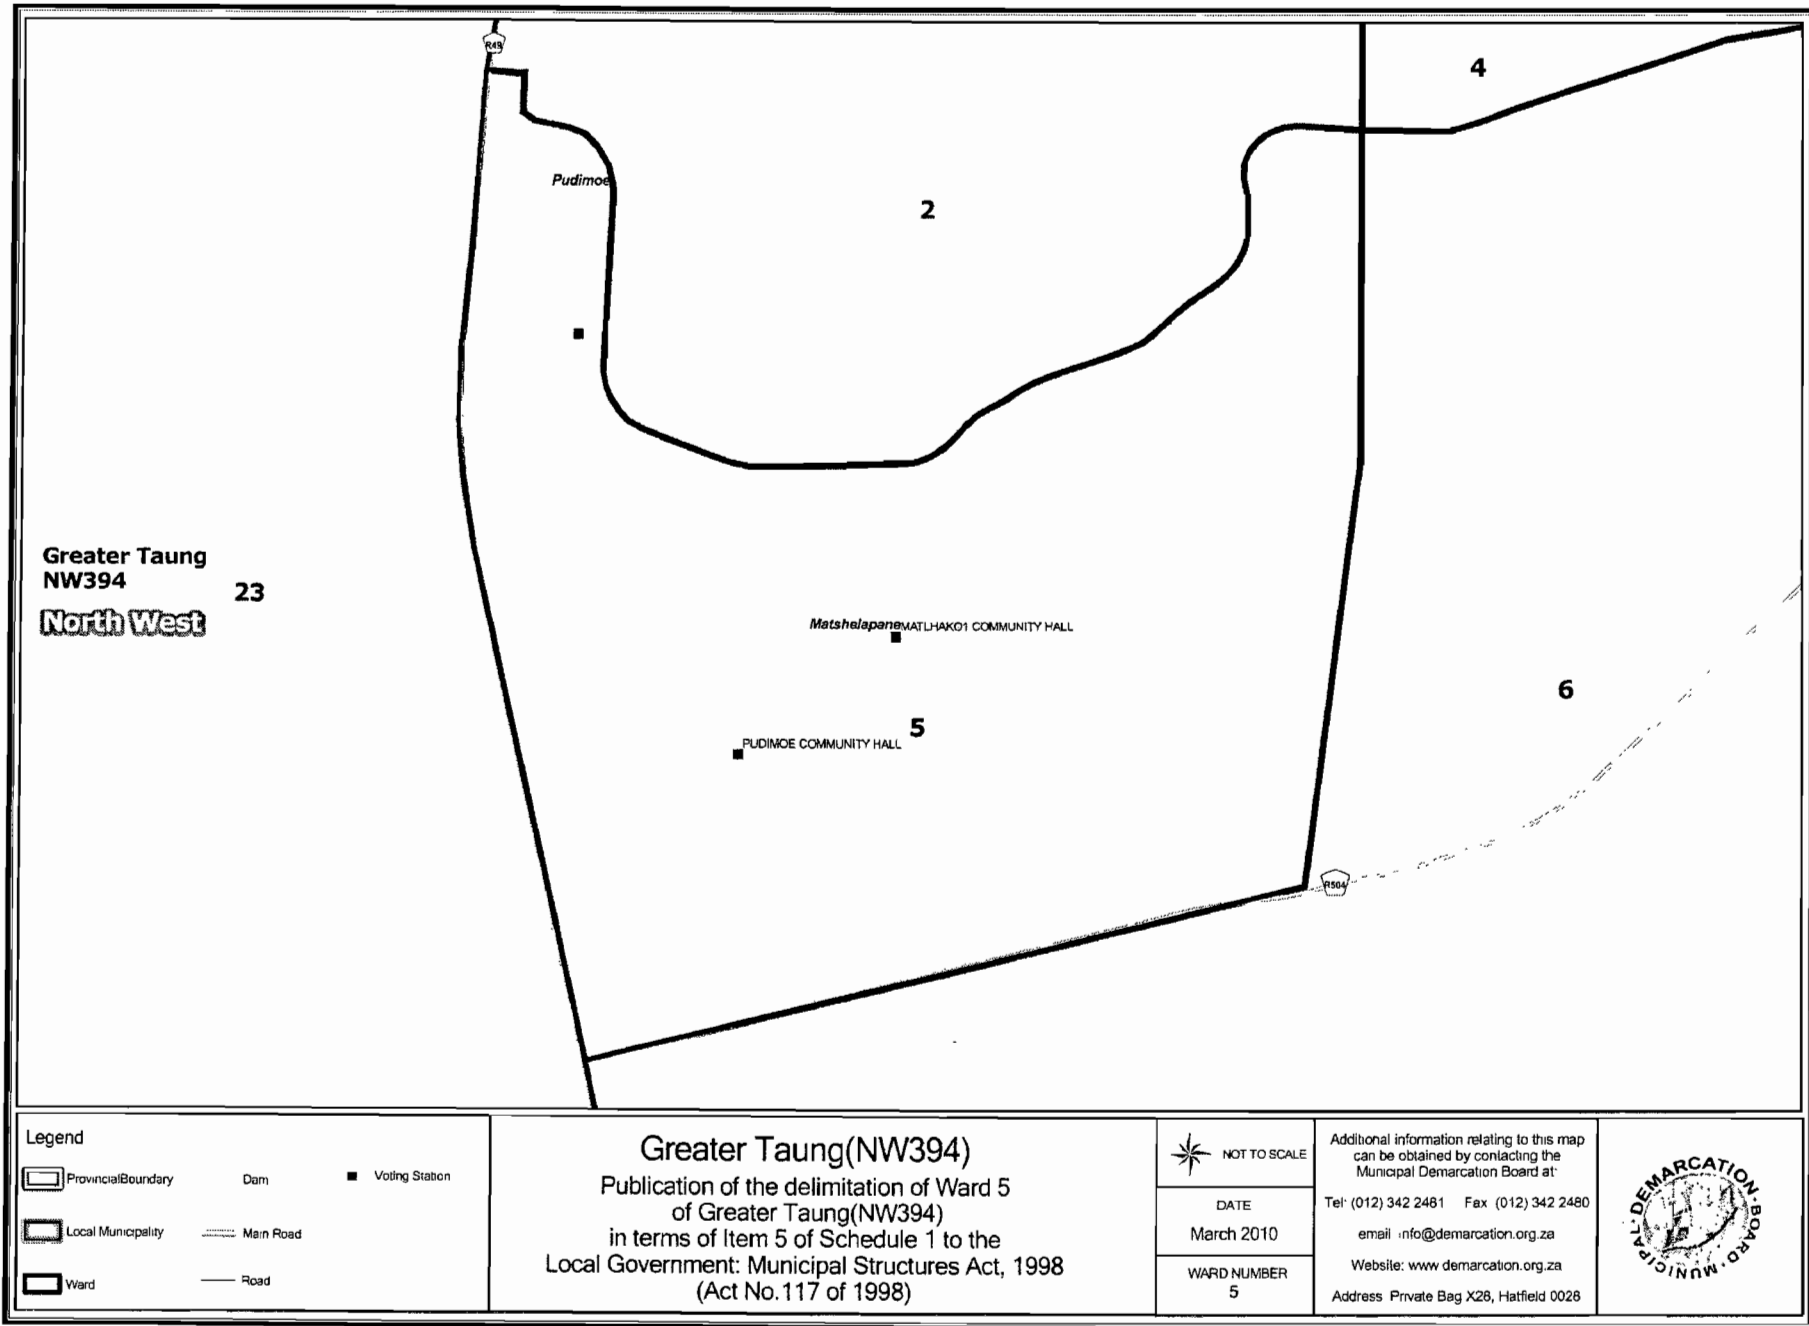 R49
4
Pudimoe
2
Greater Taung
NW394
23
North West
Matshelapane
MATLHAKO1 COMMUNITY HALL
6
5
PUDIMOE COMMUNITY HALL
R504
Legend
ProvincialBoundary
Dam
Voting Station
Local Municipality
Main Road
Ward
Road
Greater Taung(NW394)
Publication of the delimitation of Ward 5
of Greater Taung(NW394)
in terms of Item 5 of Schedule 1 to the
Local Government: Municipal Structures Act, 1998
(Act No.117 of 1998)
NOT TO SCALE
DATE
March 2010
WARD NUMBER
5
Additional information relating to this map
can be obtained by contacting the
Municipal Demarcation Board at:
Tel: (012) 342 2481 Fax (012) 342 2480
email info@demarcation.org.za
Website: www demarcation.org.za
Address Private Bag X28, Hatfield 0028
MUNICIPAL·DEMARCATION·BOARD·